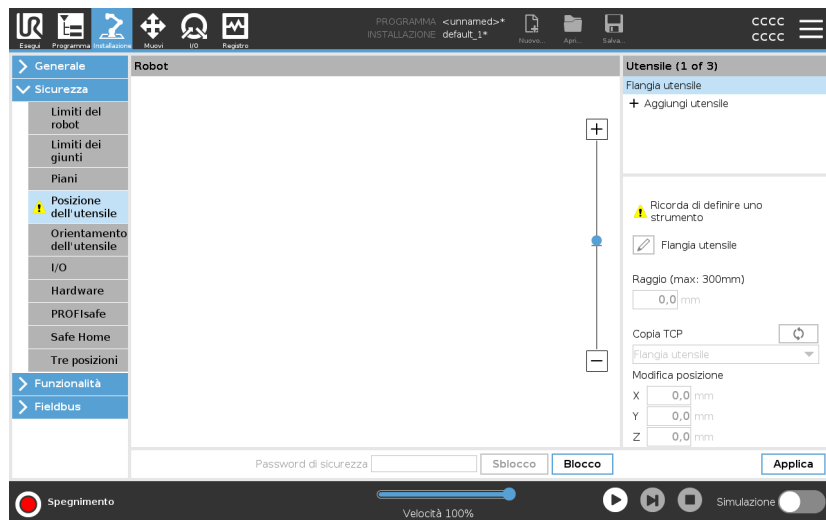 PROGRAMMA <unnamed>*
INSTALLAZIONE default_1*
cccc
cccc
Esegui
Programma
Installazione
Muovi
I/O
Registro
Nuovo...
Apri...
Salva...
Generale
Sicurezza
Limiti del
robot
Limiti dei
giunti
Piani
Posizione
dell'utensile
Orientamento
dell'utensile
I/O
Hardware
PROFIsafe
Safe Home
Tre posizioni
Funzionalità
Fieldbus
Robot
Utensile (1 of 3)
Flangia utensile
+ Aggiungi utensile
Ricorda di definire uno
strumento
Flangia utensile
Raggio (max: 300mm)
0,0 mm
Copia TCP
Flangia utensile
Modifica posizione
X 0,0 mm
Y 0,0 mm
Z 0,0 mm
Password di sicurezza
Sblocco
Blocco
Applica
Spegnimento
Velocità 100%
Simulazione